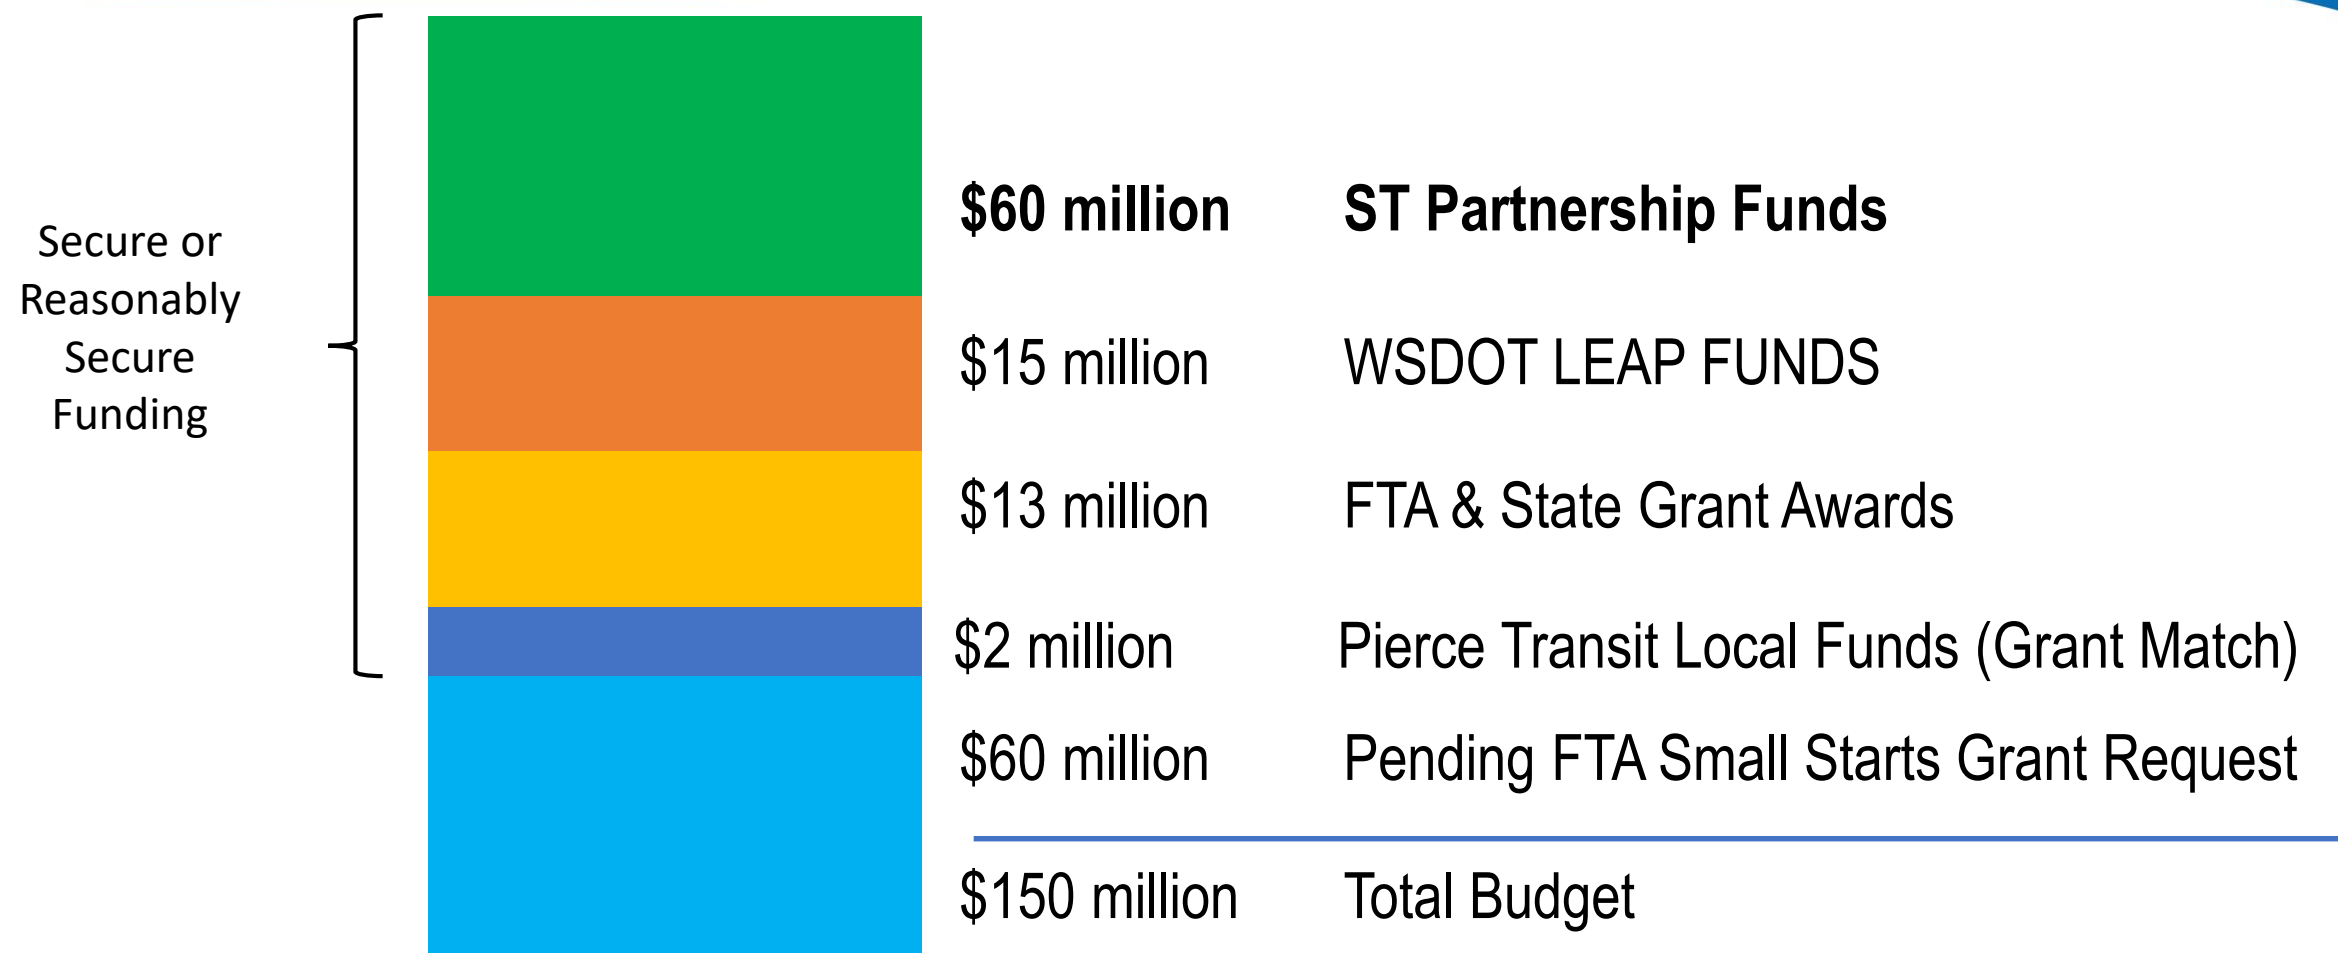 Secure or
Reasonably
Secure
Funding
$60 million ST Partnership Funds
$15 million WSDOT LEAP FUNDS
$13 million FTA & State Grant Awards
$2 million Pierce Transit Local Funds (Grant Match)
$60 million Pending FTA Small Starts Grant Request
$150 million Total Budget